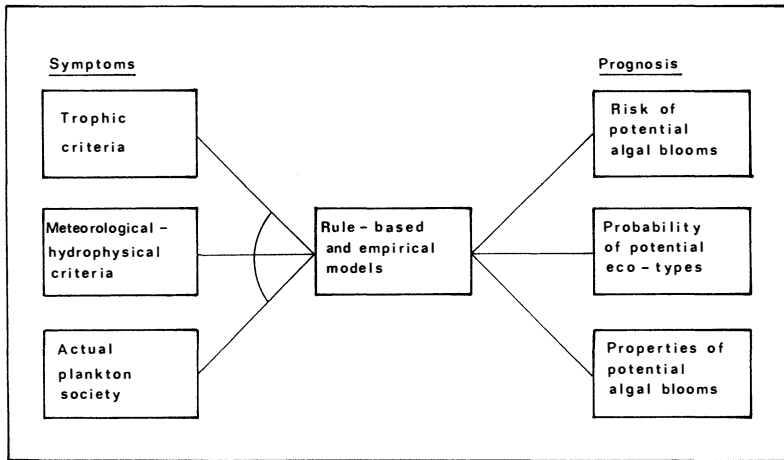 Symptoms
Prognosis
Trophic
criteria
Meteorological-
hydrophysical
criteria
Actual
plankton
society
Rule-based
and empirical
models
Risk of
potential
algal blooms
Probability
of potential
eco-types
Properties of
potential
algal blooms